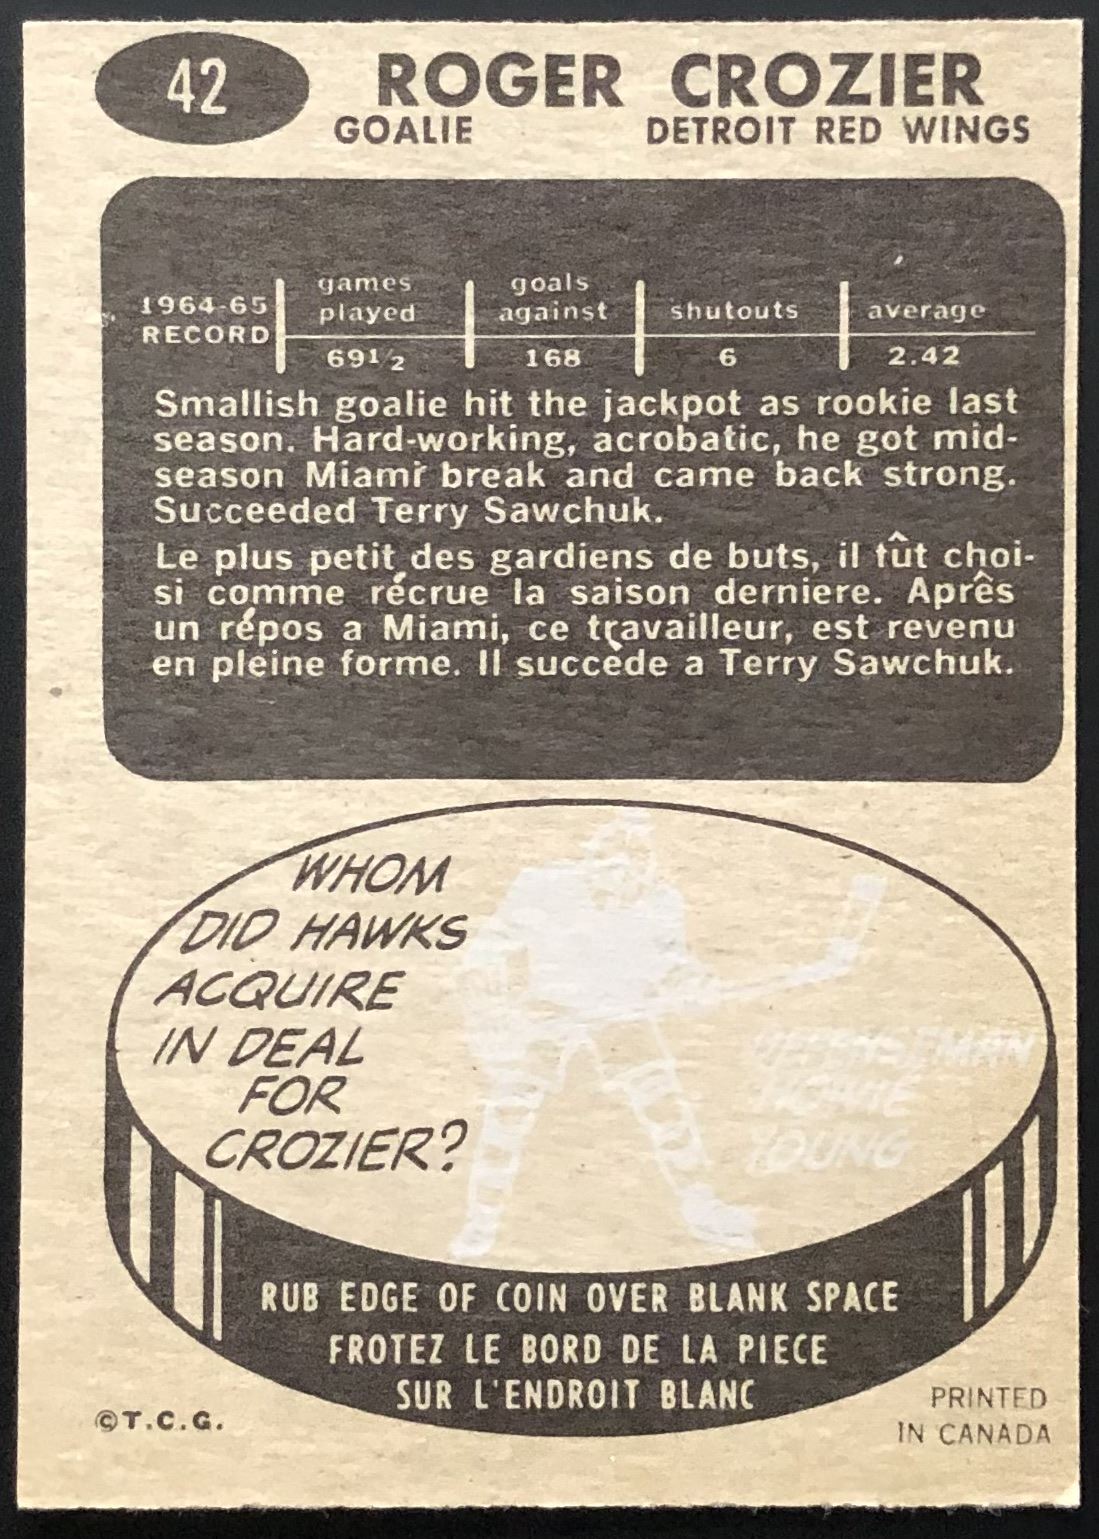 42
ROGER CROZIER
GOALIE DETROIT RED WINGS
1964-65 RECORD
games played
goals against
shutouts
average
69½ 168 6 2.42
Smallish goalie hit the jackpot as rookie last
season. Hard-working, acrobatic, he got mid-
season Miami break and came back strong.
Succeeded Terry Sawchuk.
Le plus petit des gardiens de buts, il tût choi-
si comme récrue la saison derniere. Aprês
un répos a Miami, ce travailleur, est revenu
en pleine forme. Il succède a Terry Sawchuk.
WHOM
DID HAWKS
ACQUIRE
IN DEAL
FOR
CROZIER?
DEFENSEMAN
HOWIE
YOUNG
RUB EDGE OF COIN OVER BLANK SPACE
FROTEZ LE BORD DE LA PIECE
SUR L'ENDROIT BLANC
©T.C.G.
PRINTED
IN CANADA